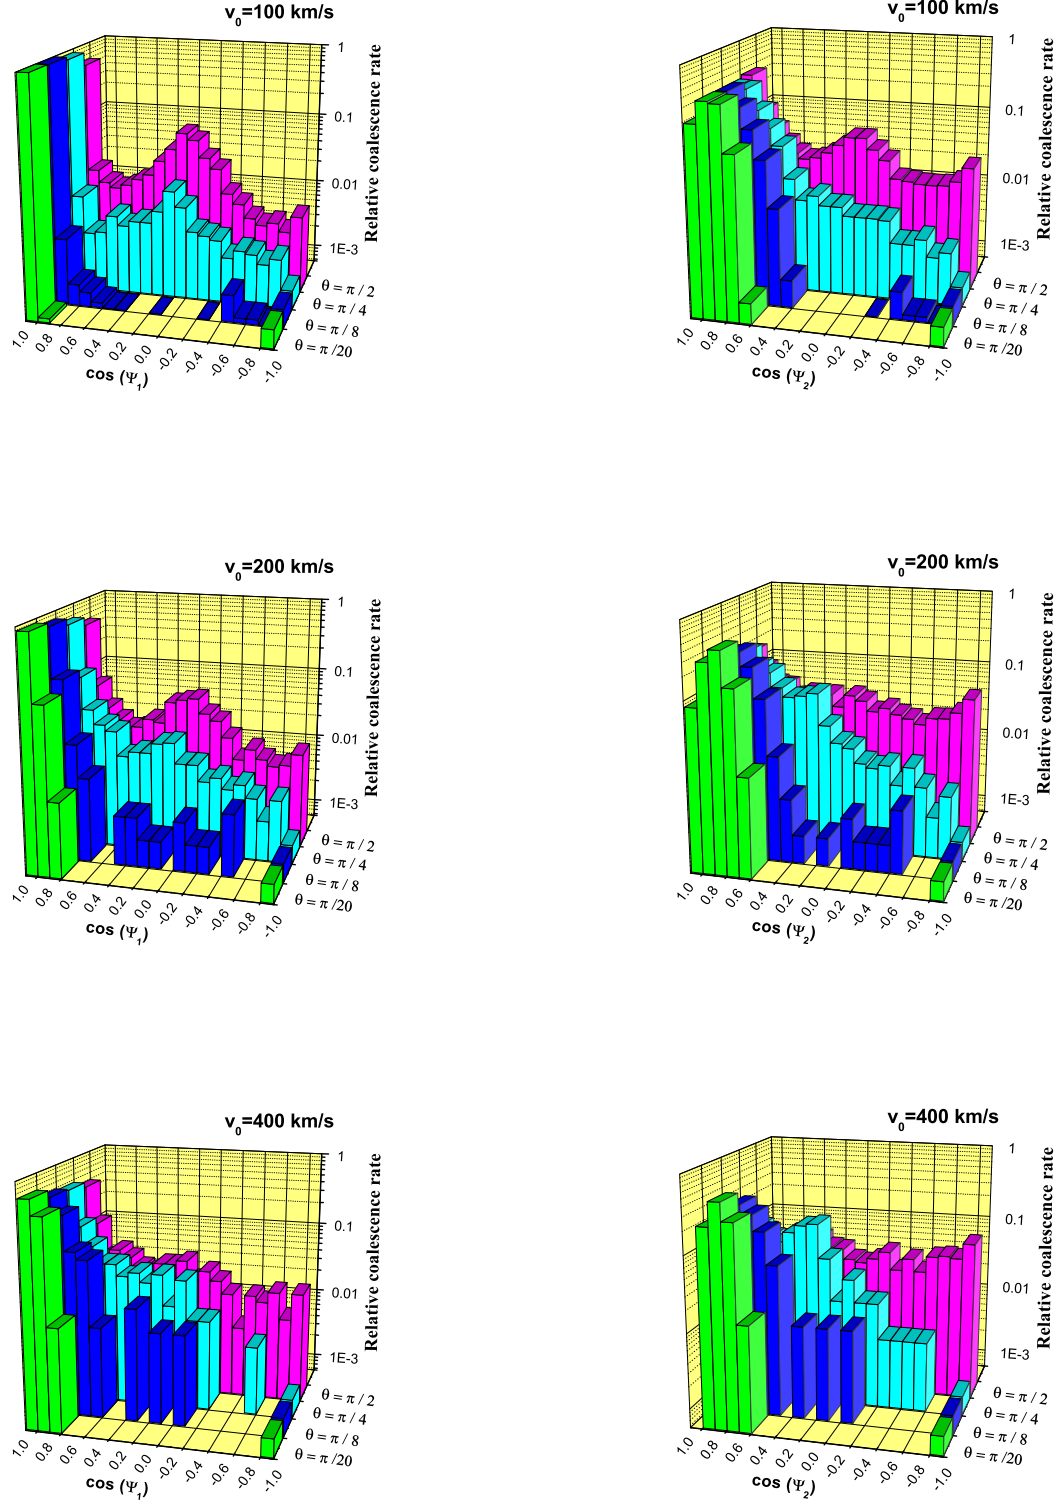 v0=100 km/s
1
0.1
0.01
1E-3
Relative coalescence rate
θ = π / 2
θ = π / 4
θ = π / 8
θ = π /20
1.0
0.8
0.6
0.4
0.2
0.0
-0.2
-0.4
-0.6
-0.8
-1.0
cos (Ψ1)
v0=100 km/s
1
0.1
0.01
1E-3
Relative coalescence rate
θ = π / 2
θ = π / 4
θ = π / 8
θ = π /20
1.0
0.8
0.6
0.4
0.2
0.0
-0.2
-0.4
-0.6
-0.8
-1.0
cos (Ψ2)
v0=200 km/s
1
0.1
0.01
1E-3
Relative coalescence rate
θ = π / 2
θ = π / 4
θ = π / 8
θ = π /20
1.0
0.8
0.6
0.4
0.2
0.0
-0.2
-0.4
-0.6
-0.8
-1.0
cos (Ψ1)
v0=200 km/s
1
0.1
0.01
1E-3
Relative coalescence rate
θ = π / 2
θ = π / 4
θ = π / 8
θ = π /20
1.0
0.8
0.6
0.4
0.2
0.0
-0.2
-0.4
-0.6
-0.8
-1.0
cos (Ψ2)
v0=400 km/s
1
0.1
0.01
1E-3
Relative coalescence rate
θ = π / 2
θ = π / 4
θ = π / 8
θ = π /20
1.0
0.8
0.6
0.4
0.2
0.0
-0.2
-0.4
-0.6
-0.8
-1.0
cos (Ψ1)
v0=400 km/s
1
0.1
0.01
1E-3
Relative coalescence rate
θ = π / 2
θ = π / 4
θ = π / 8
θ = π /20
1.0
0.8
0.6
0.4
0.2
0.0
-0.2
-0.4
-0.6
-0.8
-1.0
cos (Ψ2)